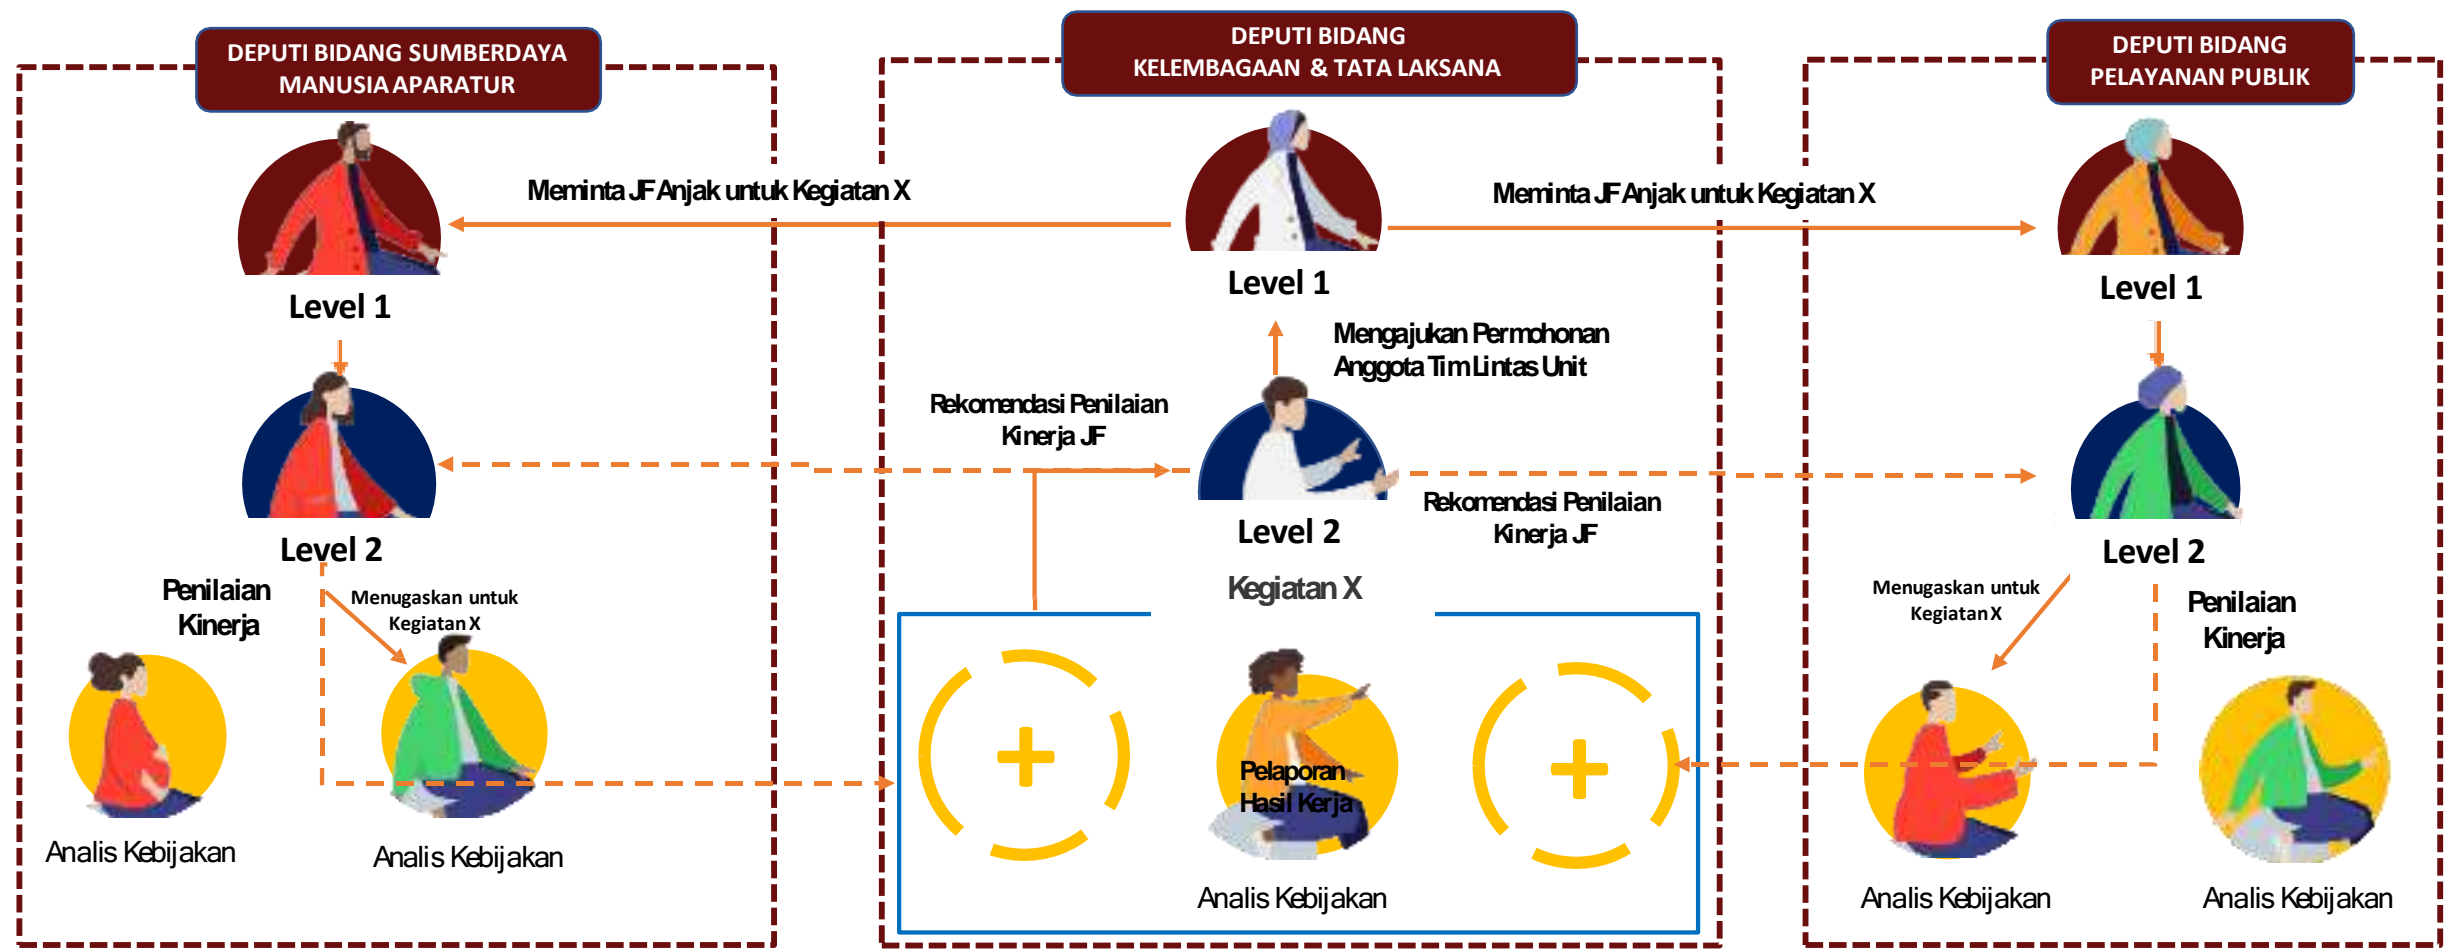 DEPUTI BIDANG SUMBERDAYA
MANUSIA APARATUR
DEPUTI BIDANG
KELEMBAGAAN & TATA LAKSANA
DEPUTI BIDANG
PELAYANAN PUBLIK
Meminta JF Anjak untuk Kegiatan X
Meminta JF Anjak untuk Kegiatan X
Level 1
Level 1
Level 1
Mengajukan Permohonan
Anggota Tim Lintas Unit
Rekomendasi Penilaian
Kinerja JF
Rekomendasi Penilaian
Kinerja JF
Level 2
Level 2
Level 2
Penilaian
Kinerja
Menugaskan untuk
Kegiatan X
Kegiatan X
Menugaskan untuk
Kegiatan X
Penilaian
Kinerja
Pelaporan
Hasil Kerja
Analis Kebijakan
Analis Kebijakan
Analis Kebijakan
Analis Kebijakan
Analis Kebijakan